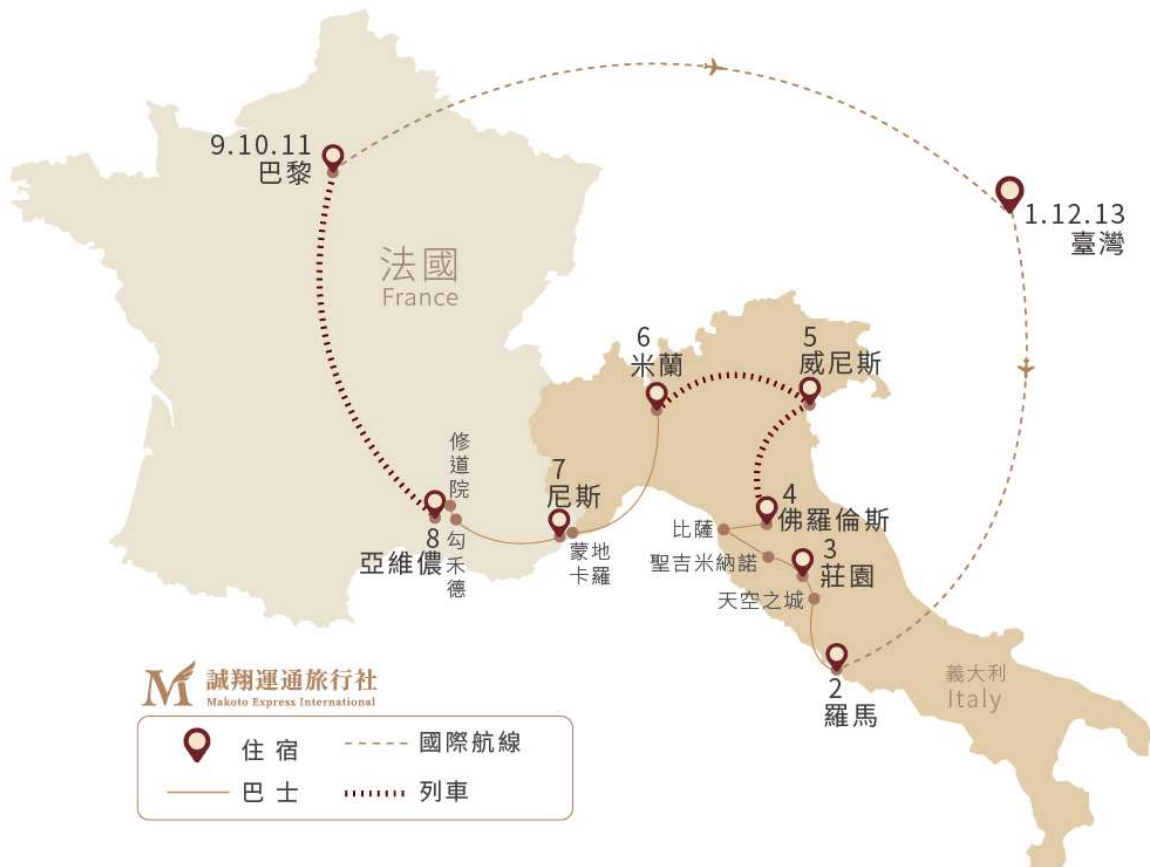 9.10.11
巴黎
1.12.13
臺灣
法國
France
6
米蘭
5
威尼斯
修道院
7
尼斯
4
佛羅倫斯
8
亞維儂
勾禾德
蒙地
卡羅
比薩
3
莊園
聖吉米納諾
天空之城
2
羅馬
義大利
Italy
M 誠翔運通旅行社
Makoto Express International
住宿
國際航線
巴士
列車